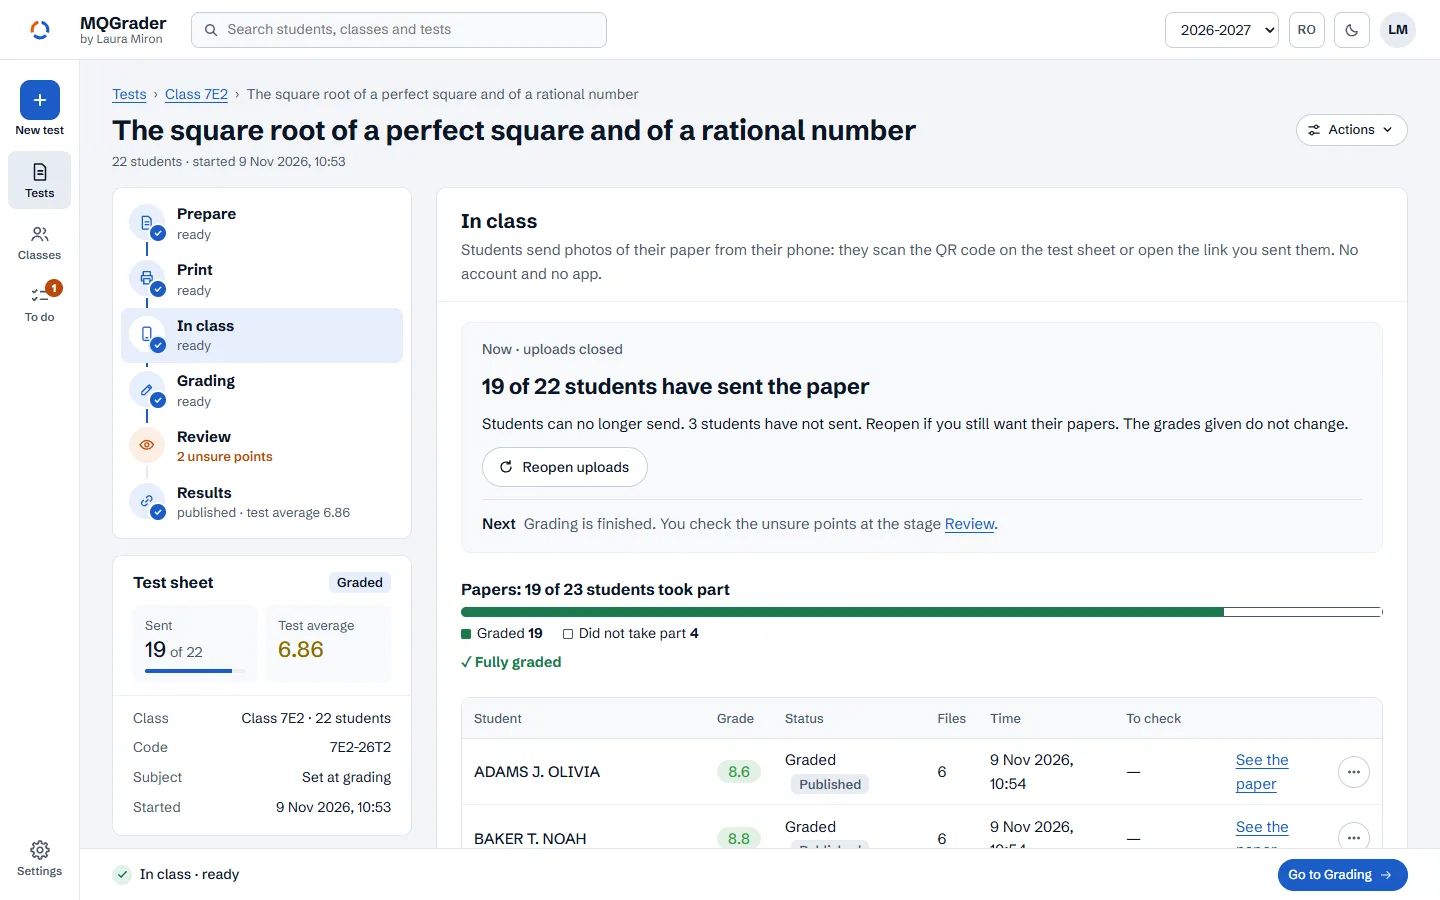 MQGrader
by Laura Miron
Search students, classes and tests
2026-2027
RO
LM
New test
Tests
Classes
1
To do
Settings
Tests › Class 7E2 › The square root of a perfect square and of a rational number
The square root of a perfect square and of a rational number
22 students · started 9 Nov 2026, 10:53
Actions
Prepare
ready
Print
ready
In class
ready
Grading
ready
Review
2 unsure points
Results
published · test average 6.86
Test sheet
Graded
Sent
19 of 22
Test average
6.86
Class
Class 7E2 · 22 students
Code
7E2-26T2
Subject
Set at grading
Started
9 Nov 2026, 10:53
In class
Students send photos of their paper from their phone: they scan the QR code on the test sheet or open the link you sent them. No
account and no app.
Now · uploads closed
19 of 22 students have sent the paper
Students can no longer send. 3 students have not sent. Reopen if you still want their papers. The grades given do not change.
Reopen uploads
Next Grading is finished. You check the unsure points at the stage Review.
Papers: 19 of 23 students took part
Graded 19
Did not take part 4
✓ Fully graded
Student Grade Status Files Time To check
ADAMS J. OLIVIA 8.6 Graded Published 6 9 Nov 2026, 10:54 — See the paper
BAKER T. NOAH 8.8 Graded 6 9 Nov 2026, — See the
In class · ready
Go to Grading →